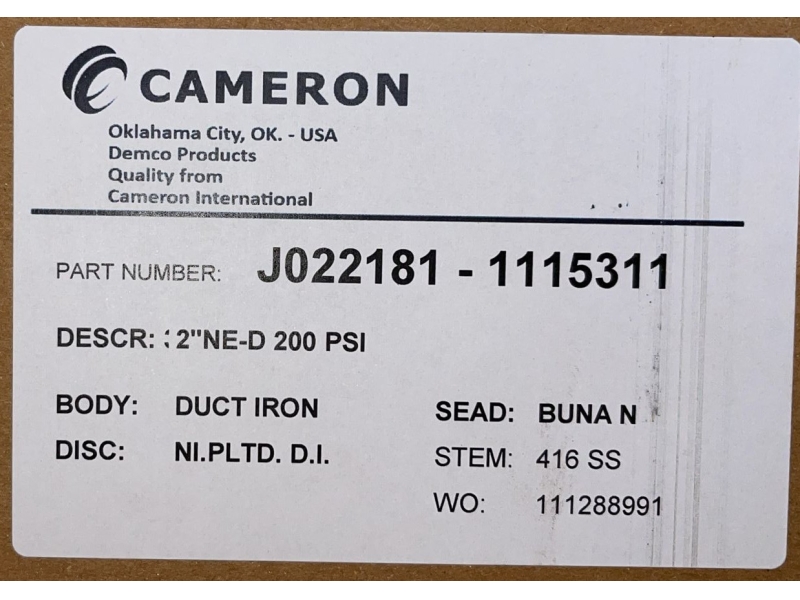 CAMERON
Oklahama City, OK. - USA
Demco Products
Quality from
Cameron International
PART NUMBER: J022181 - 1115311
DESCR: : 2"NE-D 200 PSI
BODY: DUCT IRON
SEAD: BUNA N
DISC: NI.PLTD. D.I.
STEM: 416 SS
WO: 111288991